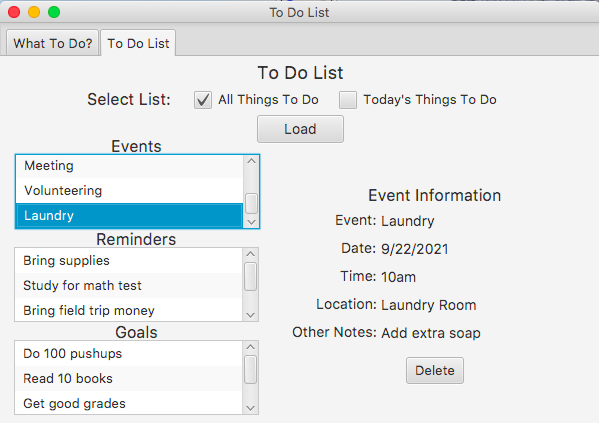 To Do List
What To Do?
To Do List
To Do List
Select List:
All Things To Do
Today's Things To Do
Load
Events
Meeting
Volunteering
Laundry
Reminders
Bring supplies
Study for math test
Bring field trip money
Goals
Do 100 pushups
Read 10 books
Get good grades
Event Information
Event: Laundry
Date: 9/22/2021
Time: 10am
Location: Laundry Room
Other Notes: Add extra soap
Delete